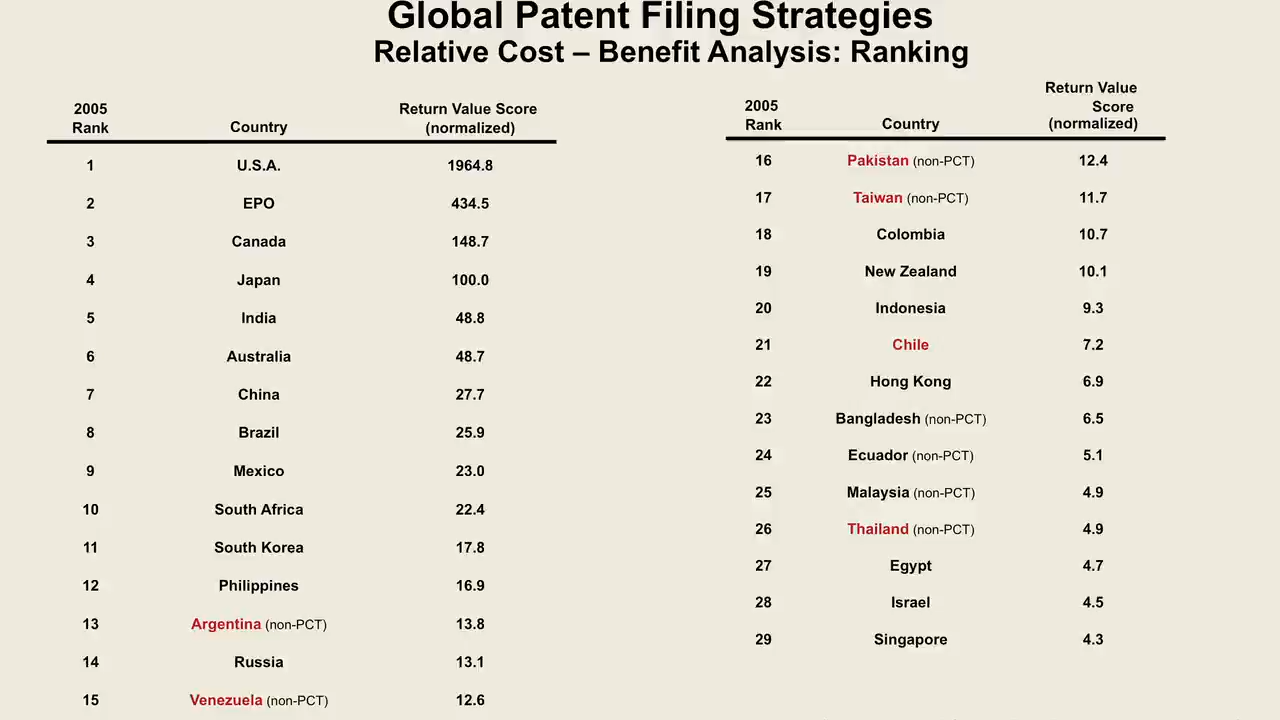 Global Patent Filing Strategies
Relative Cost – Benefit Analysis: Ranking
2005 Rank Country Return Value Score (normalized)
1 U.S.A. 1964.8
2 EPO 434.5
3 Canada 148.7
4 Japan 100.0
5 India 48.8
6 Australia 48.7
7 China 27.7
8 Brazil 25.9
9 Mexico 23.0
10 South Africa 22.4
11 South Korea 17.8
12 Philippines 16.9
13 Argentina (non-PCT) 13.8
14 Russia 13.1
15 Venezuela (non-PCT) 12.6
2005 Rank Country Return Value Score (normalized)
16 Pakistan (non-PCT) 12.4
17 Taiwan (non-PCT) 11.7
18 Colombia 10.7
19 New Zealand 10.1
20 Indonesia 9.3
21 Chile 7.2
22 Hong Kong 6.9
23 Bangladesh (non-PCT) 6.5
24 Ecuador (non-PCT) 5.1
25 Malaysia (non-PCT) 4.9
26 Thailand (non-PCT) 4.9
27 Egypt 4.7
28 Israel 4.5
29 Singapore 4.3